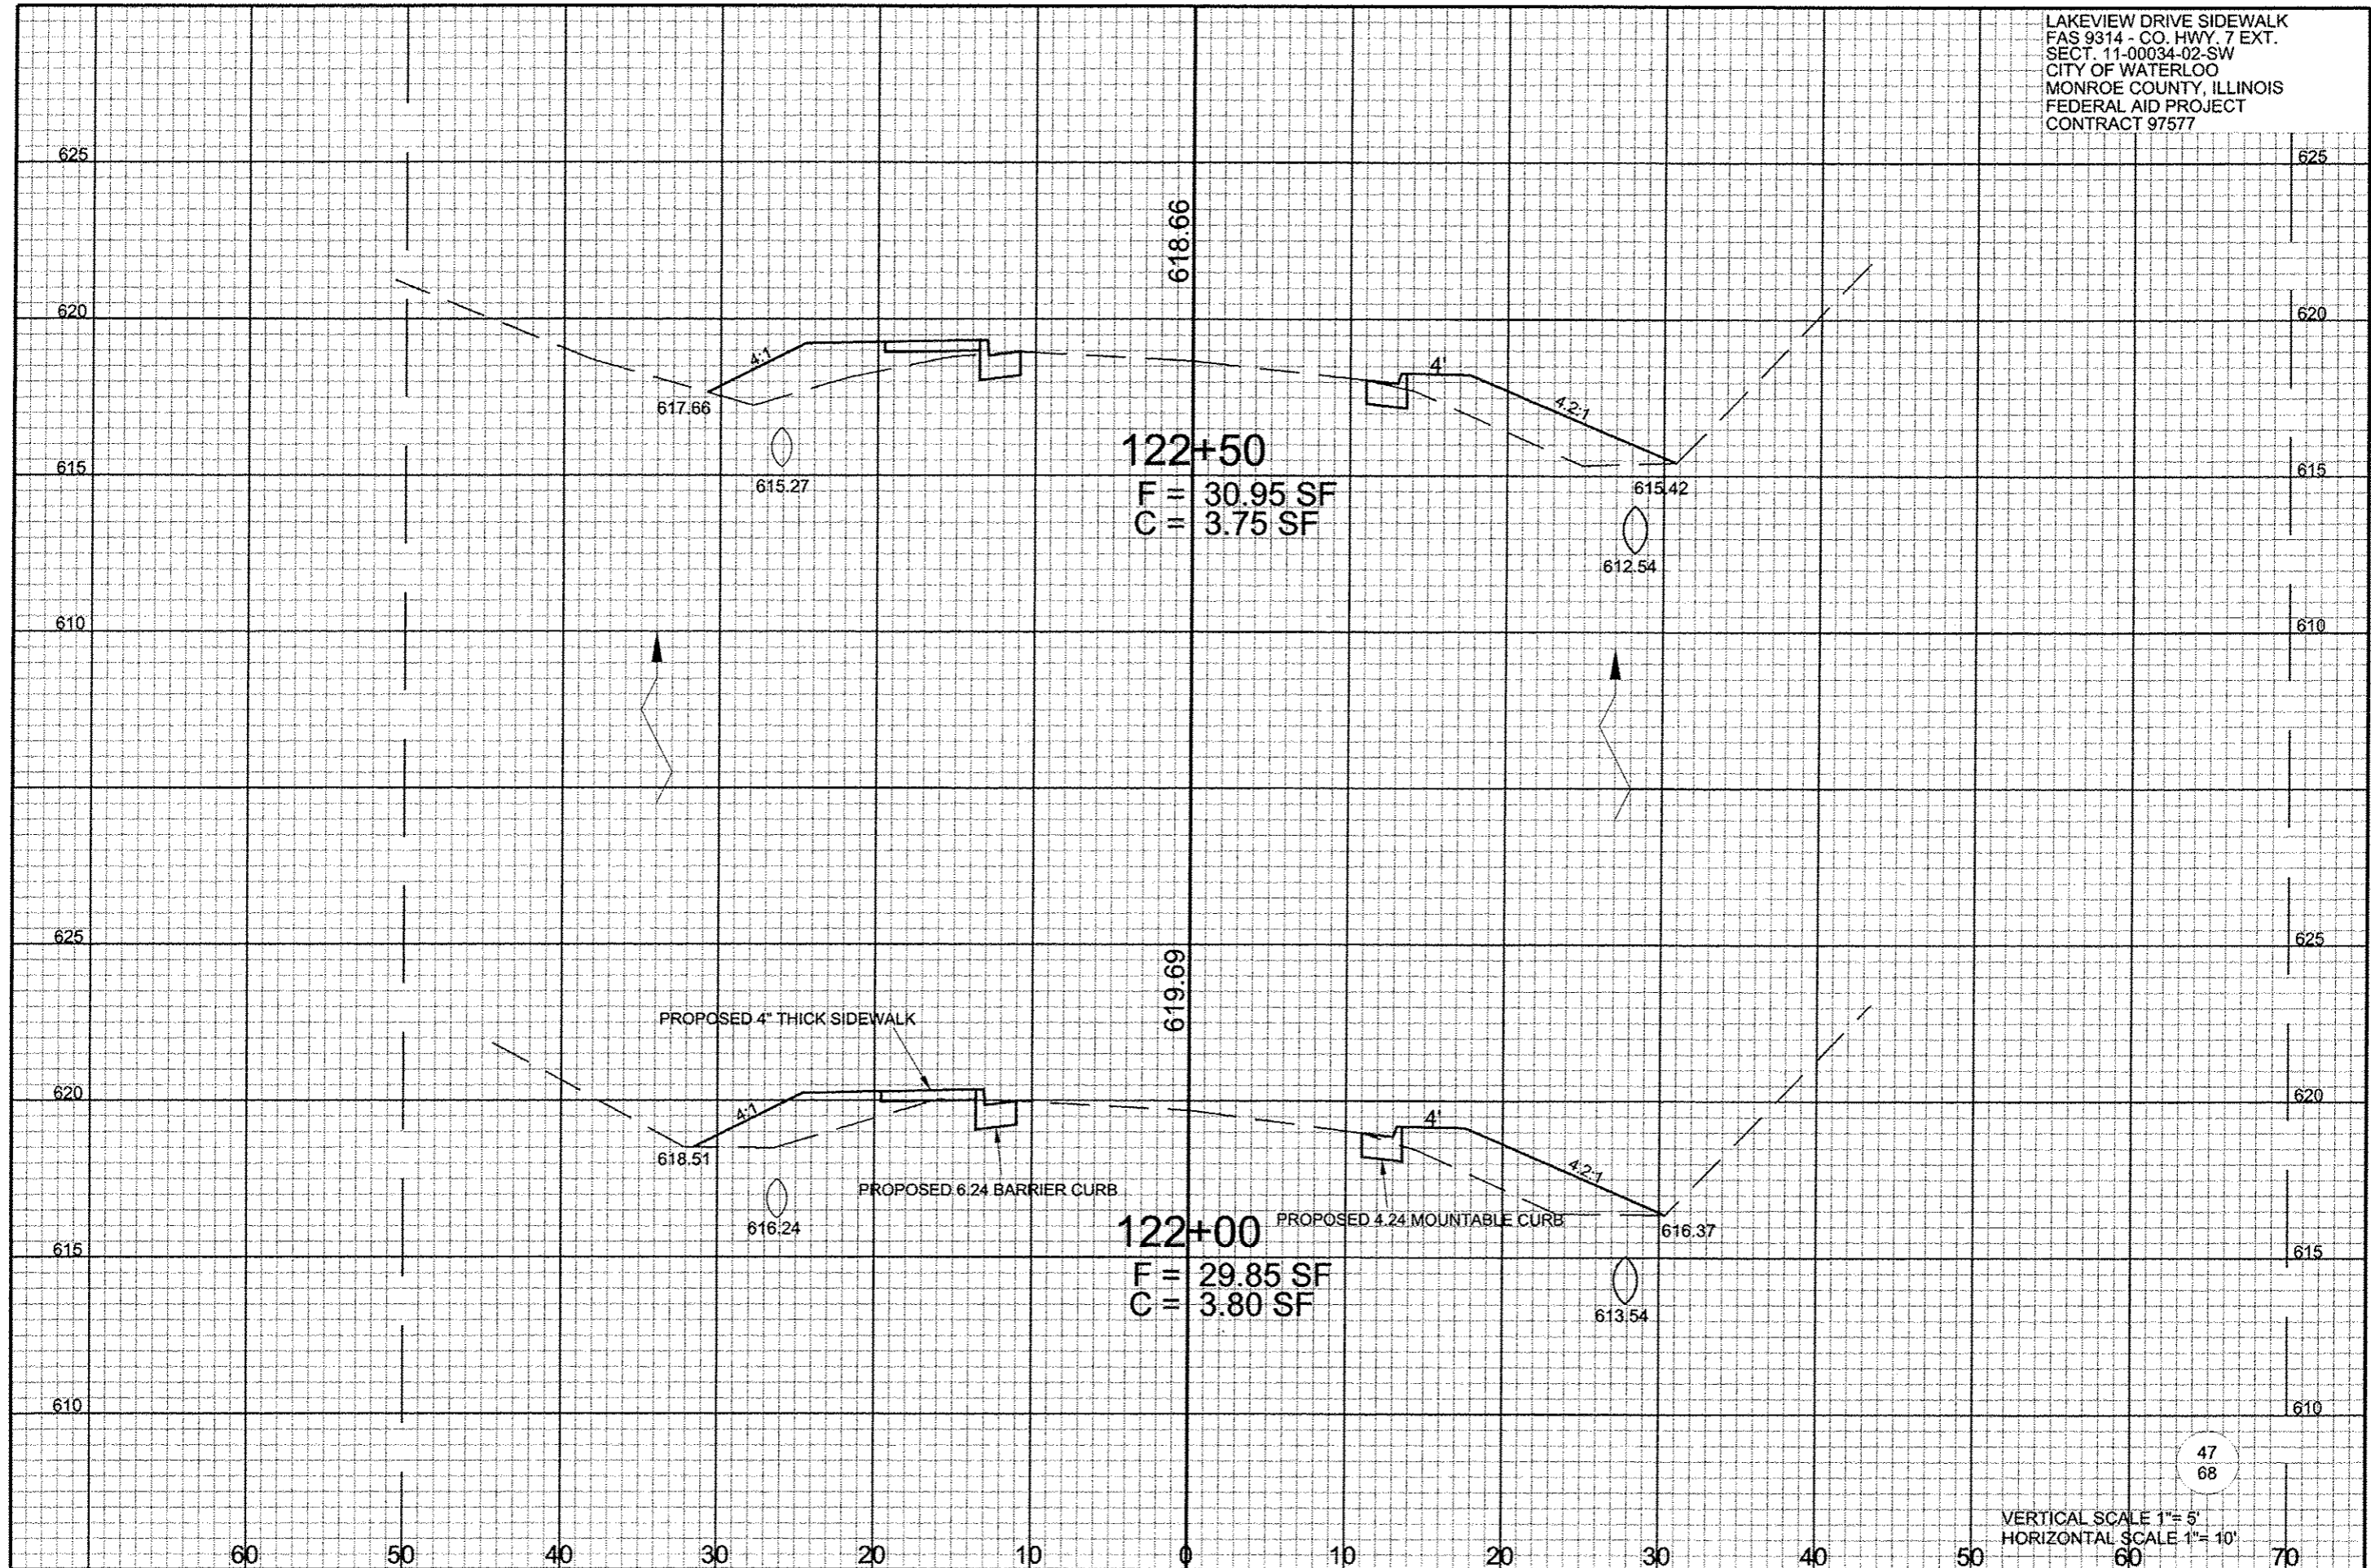 LAKEVIEW DRIVE SIDEWALK
FAS 9314 - CO. HWY. 7 EXT.
SECT. 11-00034-02-SW
CITY OF WATERLOO
MONROE COUNTY, ILLINOIS
FEDERAL AID PROJECT
CONTRACT 97577
625 625
618.66
620 620
4:1 4' 4.2:1
617.66
122+50
615 615
615.27 615.42
F = 30.95 SF
C = 3.75 SF
612.54
610 610
625 625
619.69
PROPOSED 4" THICK SIDEWALK
620 620
4:1 4' 4.2:1
618.51
PROPOSED 6.24 BARRIER CURB
616.24
122+00
PROPOSED 4.24 MOUNTABLE CURB
616.37
615 615
F = 29.85 SF
C = 3.80 SF
613.54
610 610
47
68
VERTICAL SCALE 1"= 5'
HORIZONTAL SCALE 1"= 10'
60 50 40 30 20 10 0 10 20 30 40 50 60 70